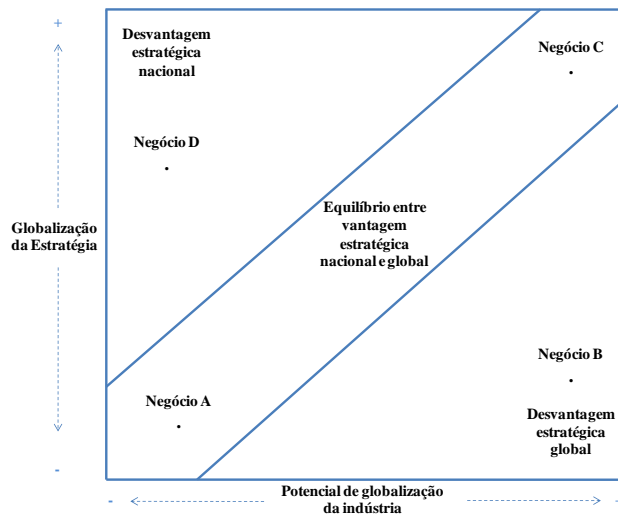 +
Desvantagem
estratégica
nacional
Negócio C
Negócio D
Globalização
da Estratégia
Equilíbrio entre
vantagem
estratégica
nacional e global
Negócio B
Negócio A
Desvantagem
estratégica
global
-
-
Potencial de globalização
da indústria